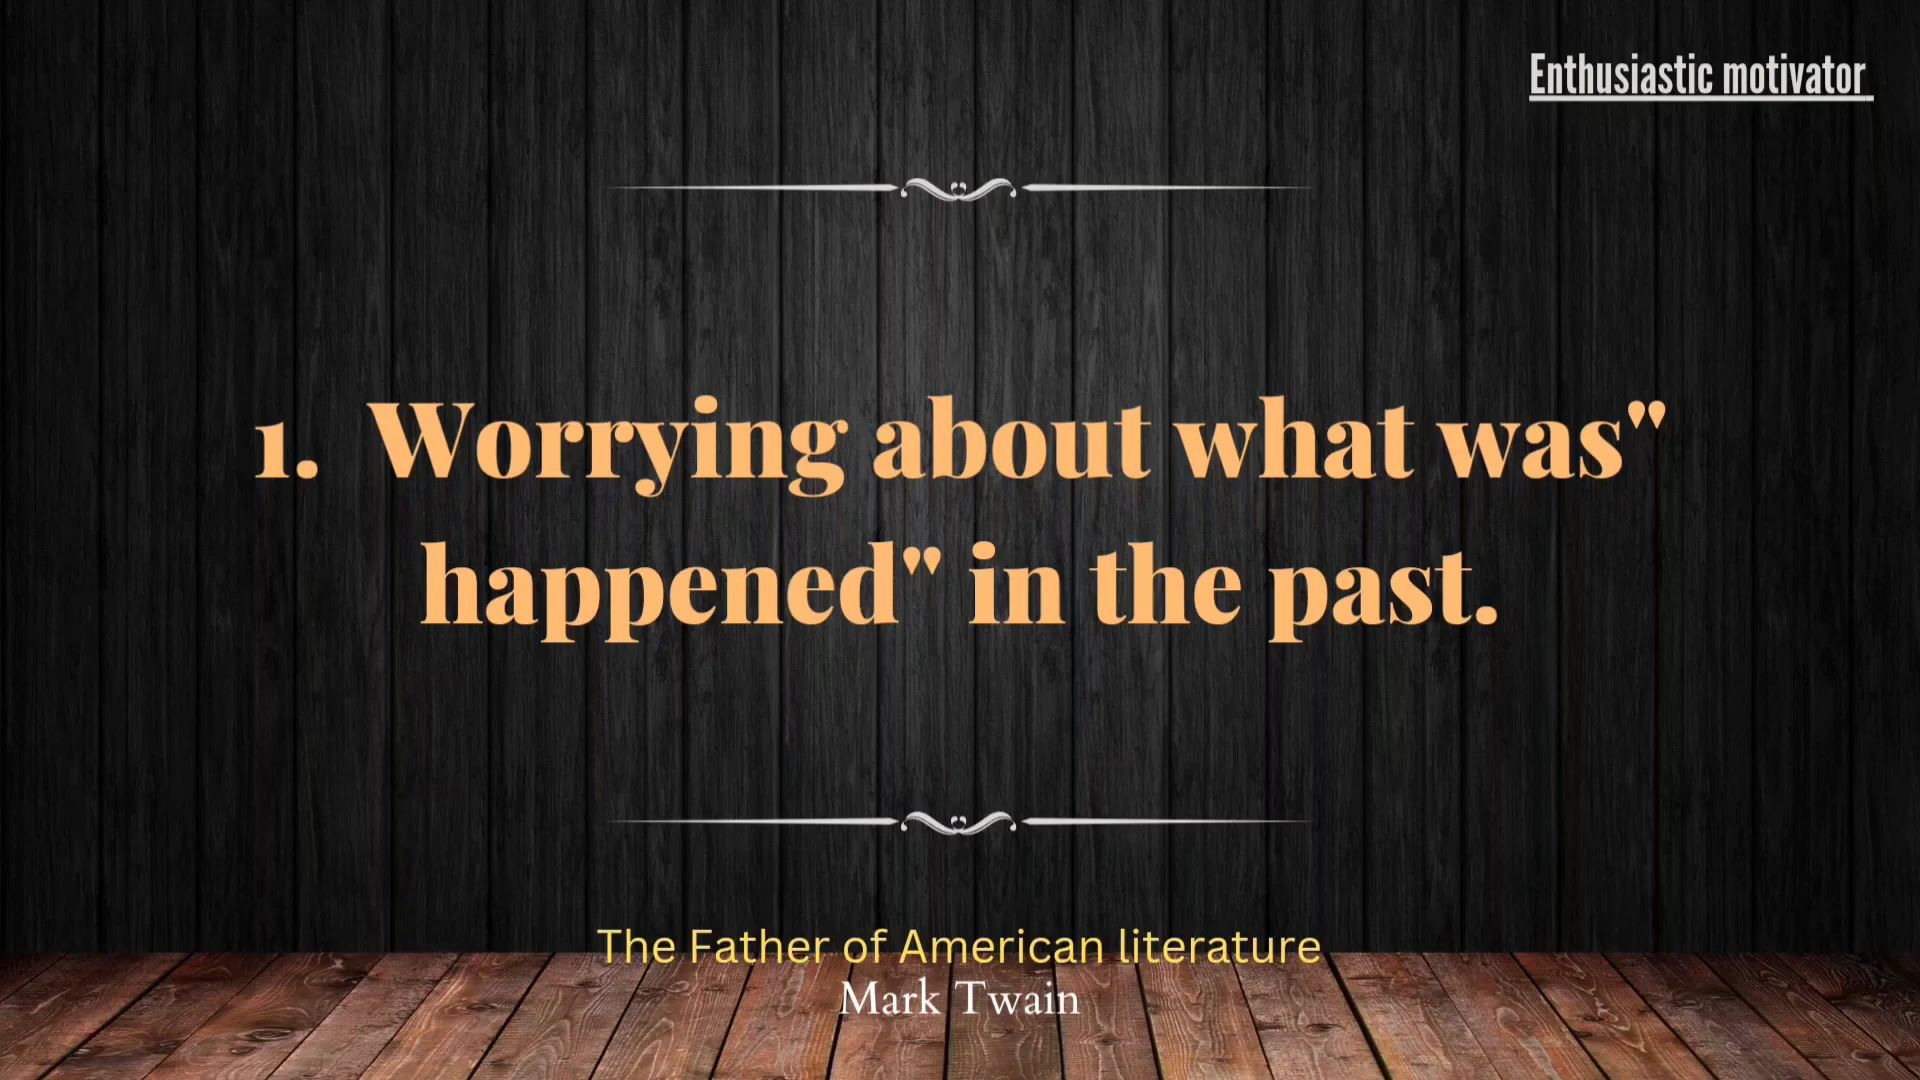 Enthusiastic motivator
1. Worrying about what was"
happened" in the past.
The Father of American literature
Mark Twain